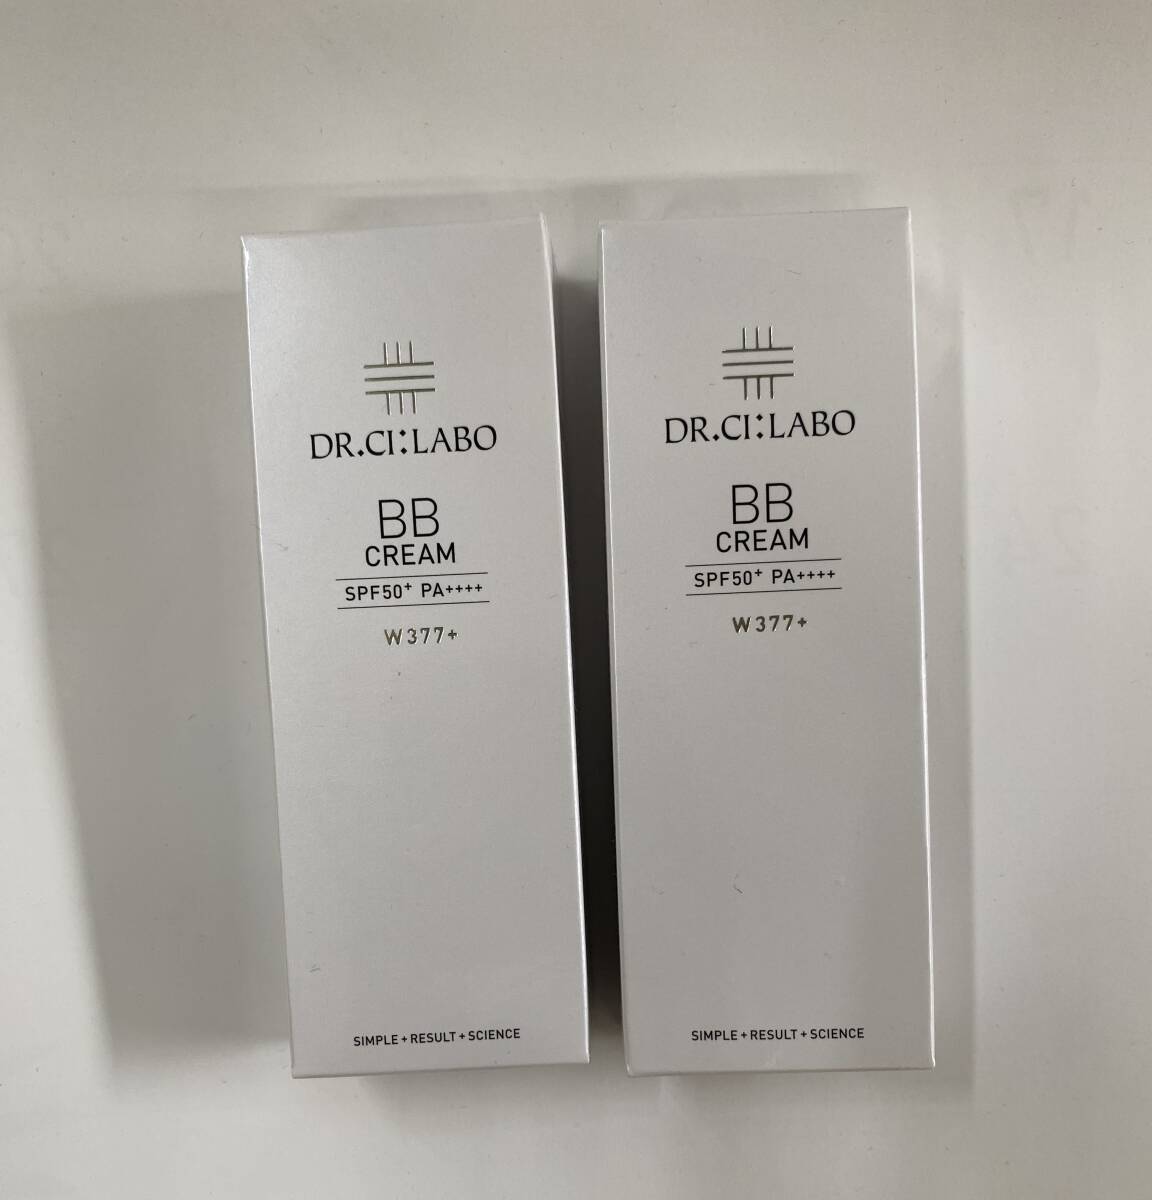 DR.CI:LABO
BB
CREAM
SPF50+ PA++++
W377+
SIMPLE+RESULT+SCIENCE
DR.CI:LABO
BB
CREAM
SPF50+ PA++++
W377+
SIMPLE+RESULT+SCIENCE